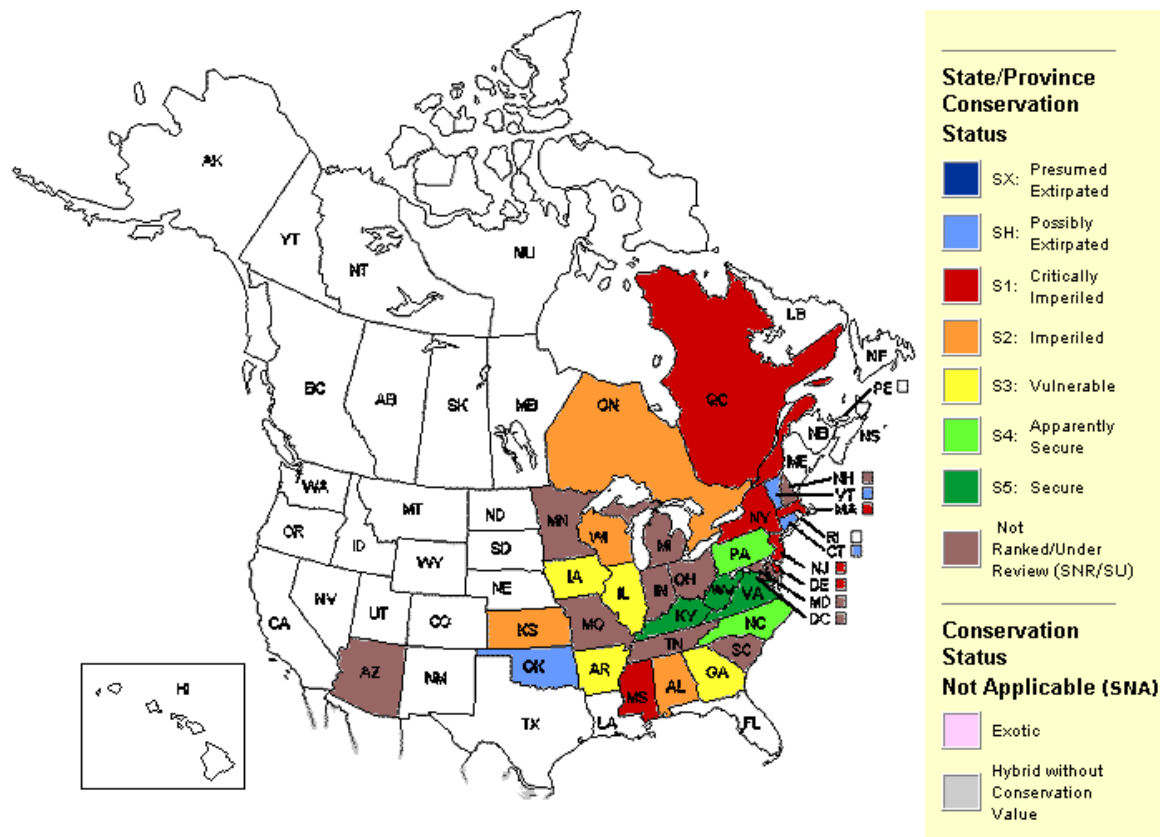 AK
YT
NT
NU
BC
AB
SK
MB
ON
QC
LB
NF
PE
NB
NS
ME
NH
VT
MA
RI
CT
NJ
DE
MD
DC
WA
OR
ID
MT
ND
SD
WY
NE
NV
UT
CO
CA
AZ
NM
KS
OK
TX
MN
WI
MI
IA
IL
IN
OH
MO
KY
WV
VA
PA
NY
TN
NC
SC
AR
MS
AL
GA
LA
FL
HI
State/Province
Conservation
Status
SX: Presumed
Extirpated
SH: Possibly
Extirpated
S1: Critically
Imperiled
S2: Imperiled
S3: Vulnerable
S4: Apparently
Secure
S5: Secure
Not
Ranked/Under
Review (SNR/SU)
Conservation
Status
Not Applicable (SNA)
Exotic
Hybrid without
Conservation
Value